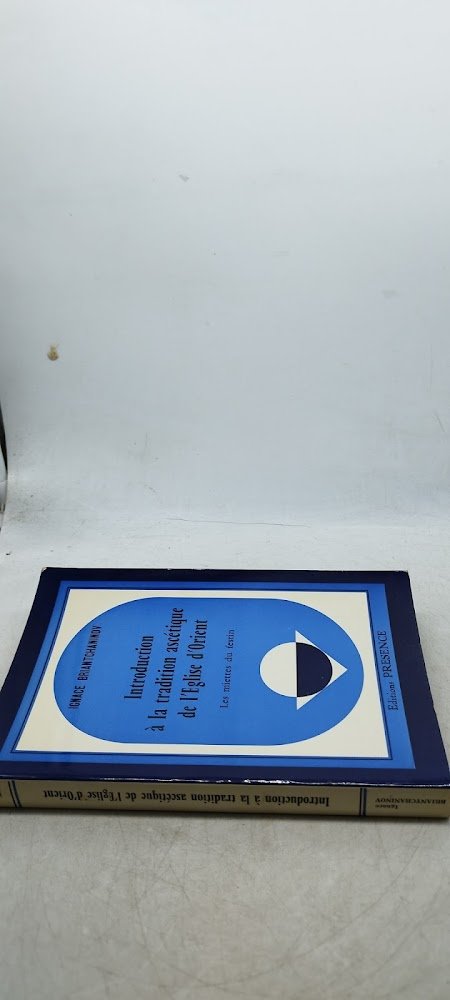 IGNACE BRIANTCHANINOV
Introduction
à la tradition ascétique
de l'Eglise d'Orient
Les miettes du festin
Editions PRESENCE
Ignace
BRIANTCHANINOV
Introduction à la tradition ascétique de l'Église d'Orient